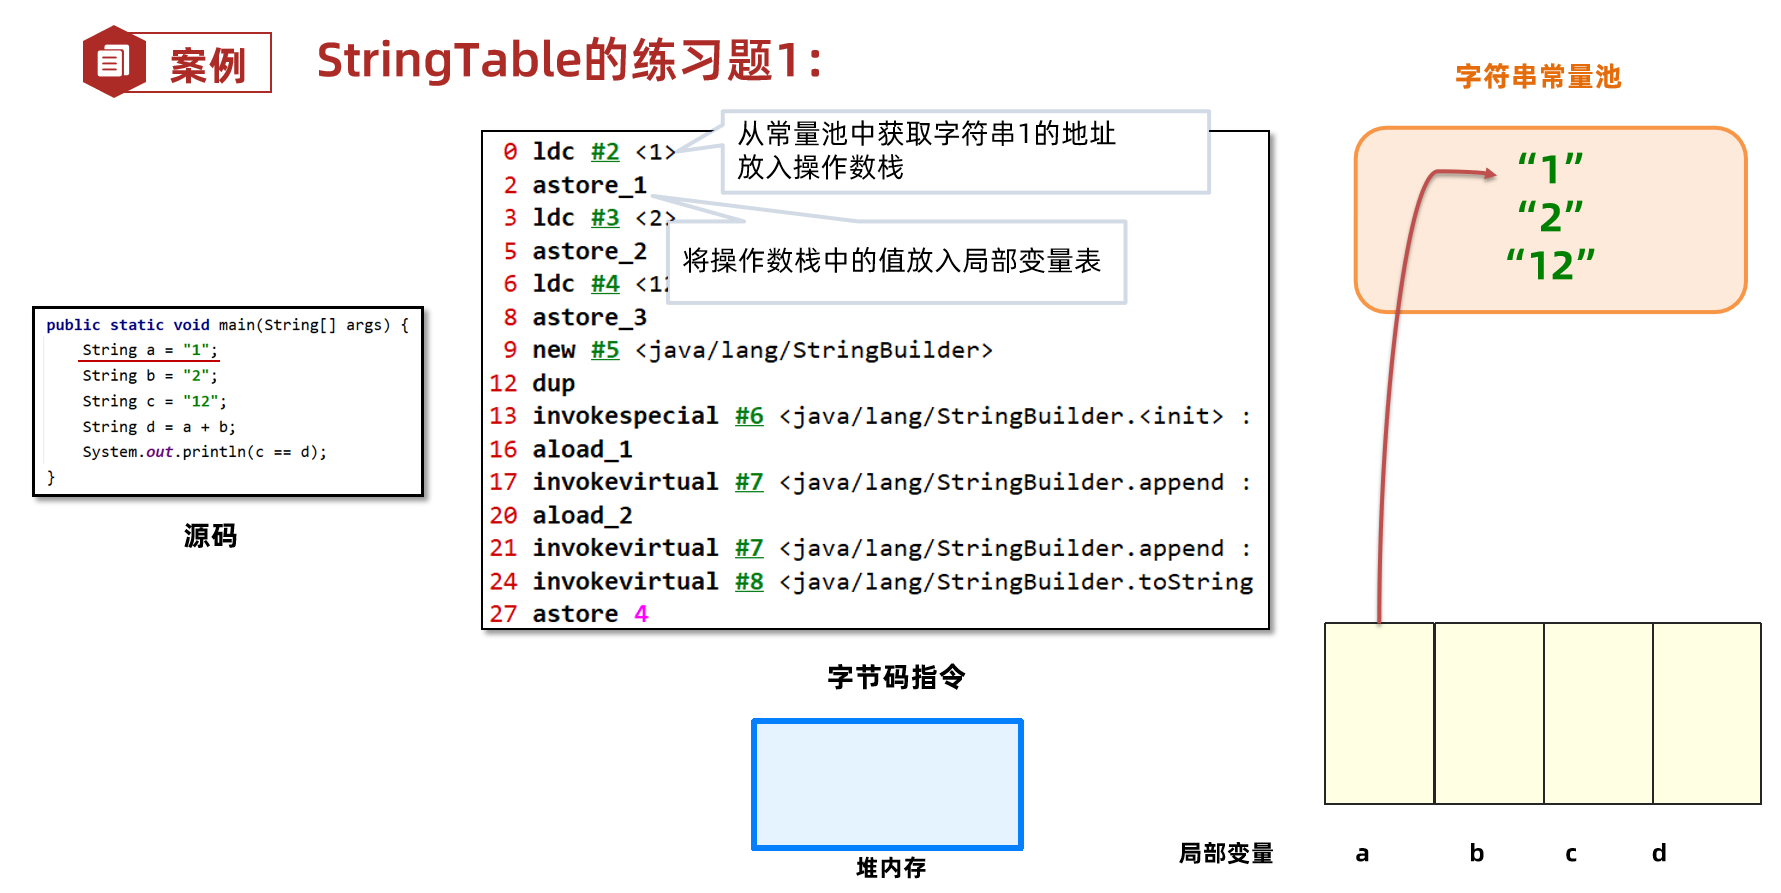 案例
StringTable的练习题1：
字符串常量池
“1”
“2”
“12”
public static void main(String[] args) {
String a = "1";
String b = "2";
String c = "12";
String d = a + b;
System.out.println(c == d);
}
源码
0 ldc #2 <1>
2 astore_1
3 ldc #3 <2>
5 astore_2
6 ldc #4 <12
8 astore_3
9 new #5 <java/lang/StringBuilder>
12 dup
13 invokespecial #6 <java/lang/StringBuilder.<init> :
16 aload_1
17 invokevirtual #7 <java/lang/StringBuilder.append :
20 aload_2
21 invokevirtual #7 <java/lang/StringBuilder.append :
24 invokevirtual #8 <java/lang/StringBuilder.toString
27 astore 4
从常量池中获取字符串1的地址
放入操作数栈
将操作数栈中的值放入局部变量表
字节码指令
堆内存
局部变量 a b c d